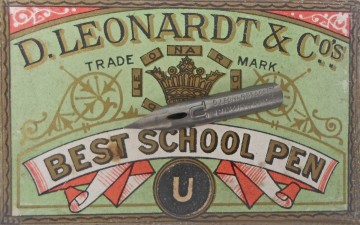 D. LEONARDT & Co's
TRADE MARK
BEST SCHOOL PEN
U